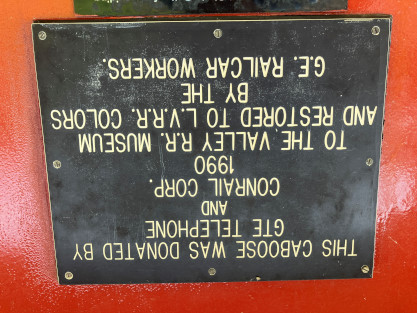 THIS CABOOSE WAS DONATED BY
GTE TELEPHONE
AND
CONRAIL CORP.
1990
TO THE VALLEY R.R. MUSEUM
AND RESTORED TO L.V.R.R. COLORS
BY THE
G.E. RAILCAR WORKERS.